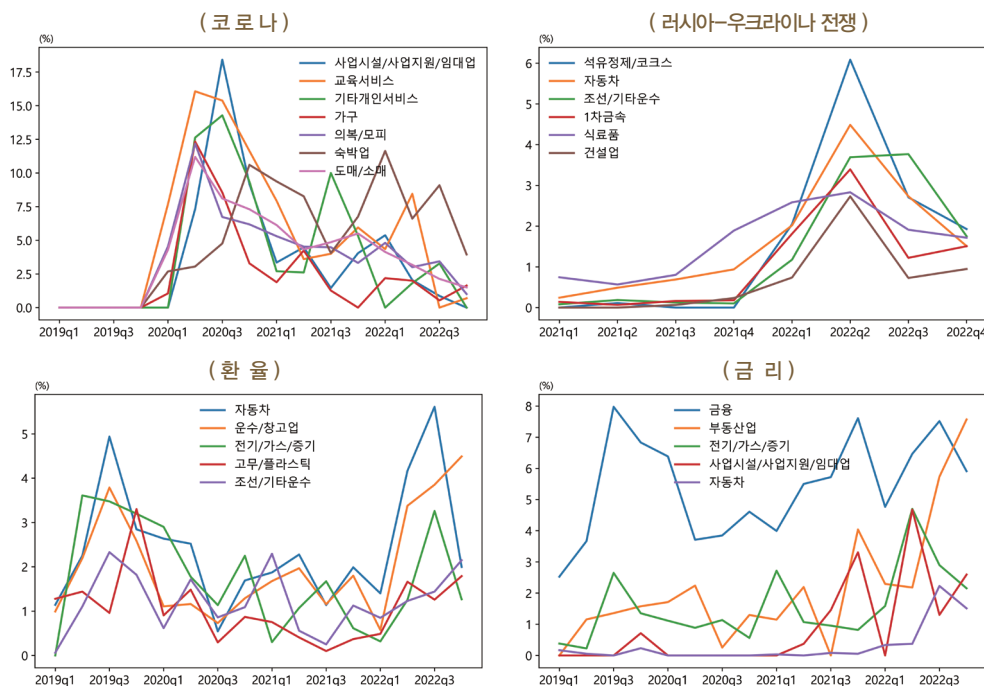 ( 코 로 나 )
(%)
17.5
15.0
12.5
10.0
7.5
5.0
2.5
0.0
사업시설/사업지원/임대업
교육서비스
기타개인서비스
가구
의복/모피
숙박업
도매/소매
2019q1 2019q3 2020q1 2020q3 2021q1 2021q3 2022q1 2022q3
( 러시아–우크라이나 전쟁 )
(%)
6
5
4
3
2
1
0
석유정제/코크스
자동차
조선/기타운수
1차금속
식료품
건설업
2021q1 2021q2 2021q3 2021q4 2022q1 2022q2 2022q3 2022q4
( 환 율 )
(%)
5
4
3
2
1
0
자동차
운수/창고업
전기/가스/증기
고무/플라스틱
조선/기타운수
2019q1 2019q3 2020q1 2020q3 2021q1 2021q3 2022q1 2022q3
( 금 리 )
(%)
8
7
6
5
4
3
2
1
0
금융
부동산업
전기/가스/증기
사업시설/사업지원/임대업
자동차
2019q1 2019q3 2020q1 2020q3 2021q1 2021q3 2022q1 2022q3